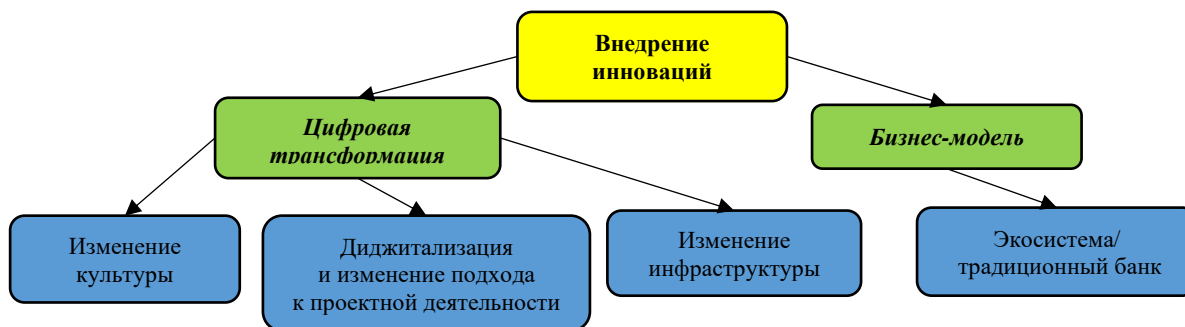 Внедрение
инноваций
Цифровая
трансформация
Бизнес-модель
Изменение
культуры
Диджитализация
и изменение подхода
к проектной деятельности
Изменение
инфраструктуры
Экосистема/
традиционный банк